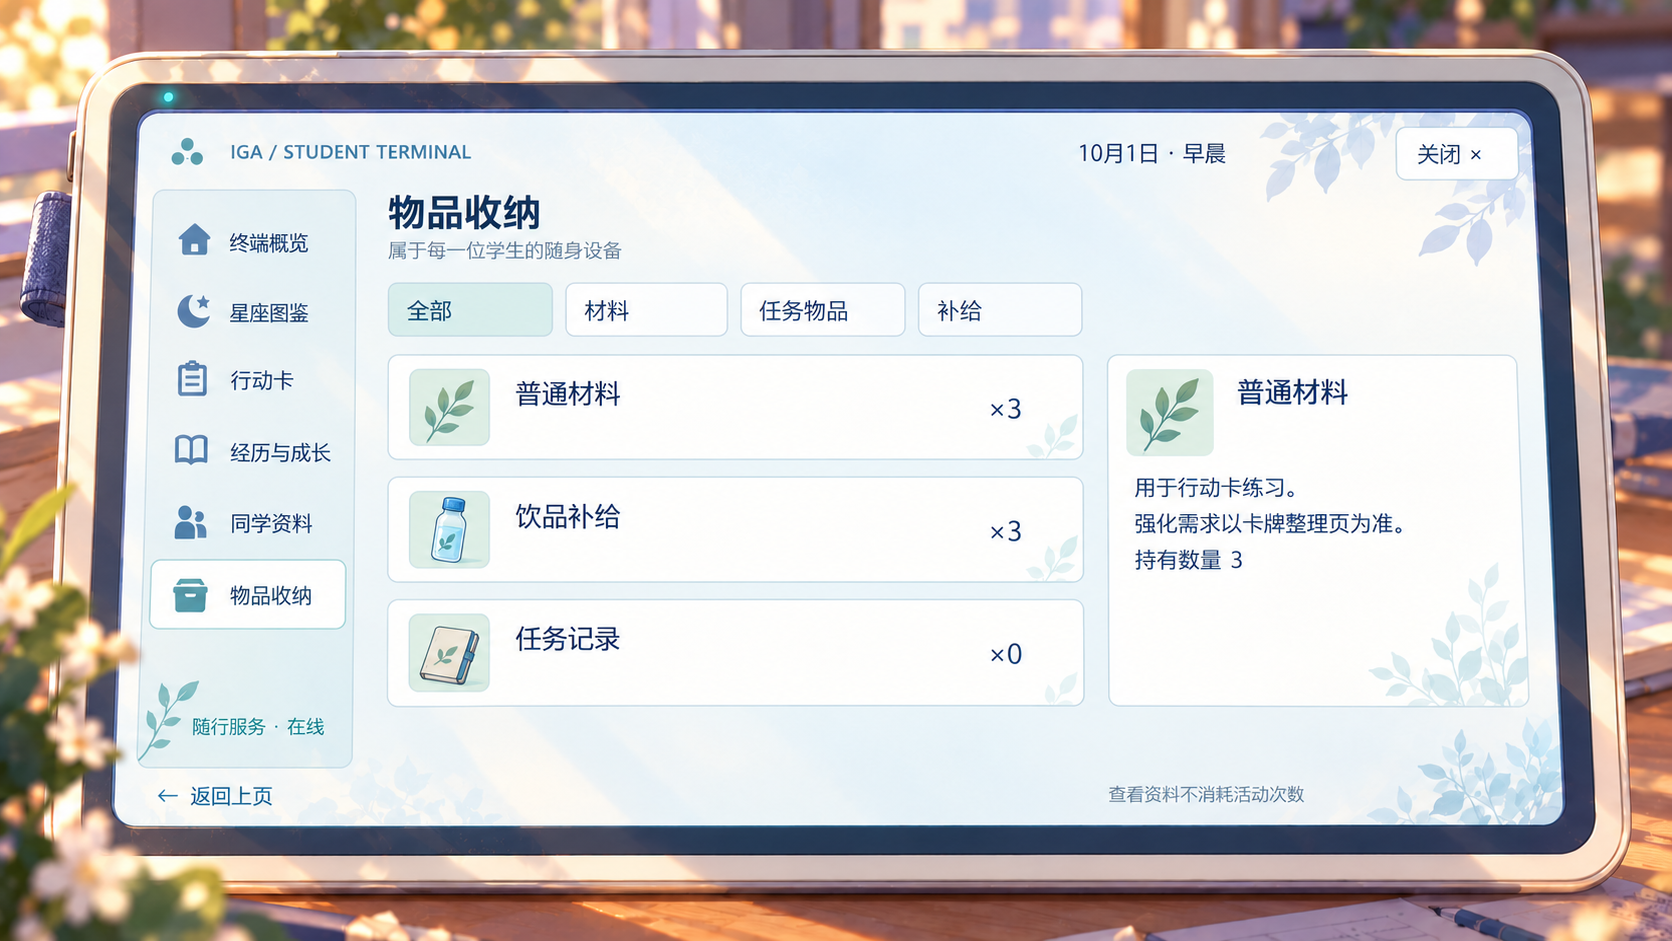 IGA / STUDENT TERMINAL
10月1日 · 早晨
关闭 ×
终端概览
星座图鉴
行动卡
经历与成长
同学资料
物品收纳
随行服务 · 在线
← 返回上页
物品收纳
属于每一位学生的随身设备
全部
材料
任务物品
补给
普通材料
×3
饮品补给
×3
任务记录
×0
普通材料
用于行动卡练习。
强化需求以卡牌整理页为准。
持有数量 3
查看资料不消耗活动次数